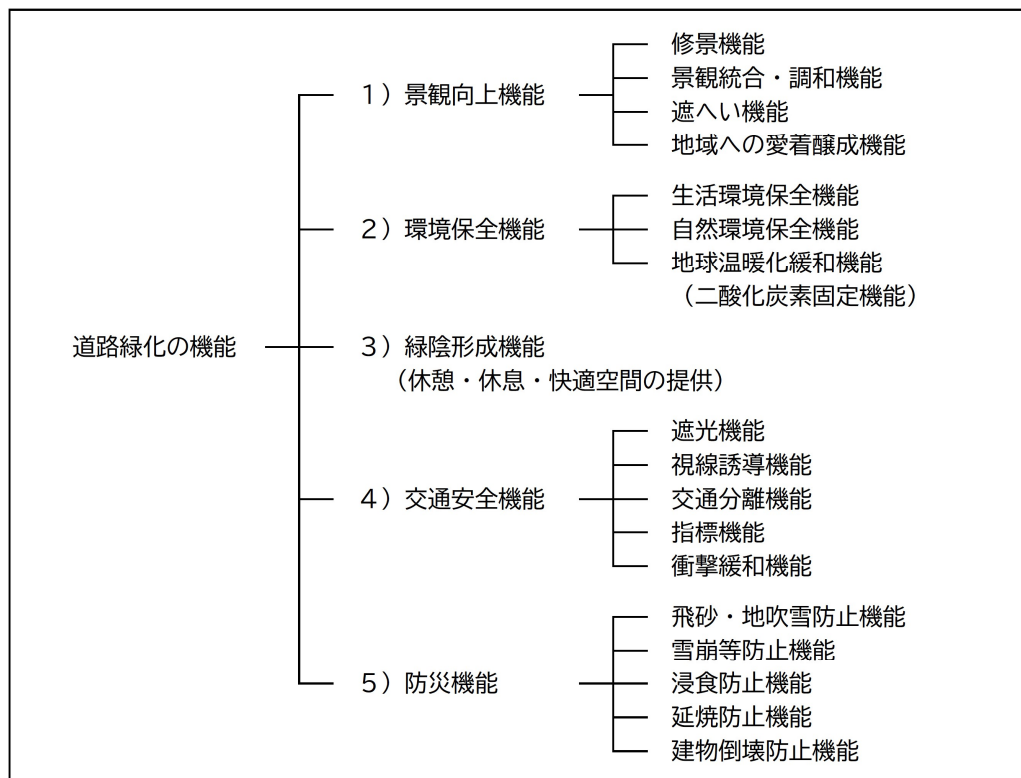 道路緑化の機能
1）景観向上機能
修景機能
景観統合・調和機能
遮へい機能
地域への愛着醸成機能
2）環境保全機能
生活環境保全機能
自然環境保全機能
地球温暖化緩和機能
（二酸化炭素固定機能）
3）緑陰形成機能
（休憩・休息・快適空間の提供）
4）交通安全機能
遮光機能
視線誘導機能
交通分離機能
指標機能
衝撃緩和機能
5）防災機能
飛砂・地吹雪防止機能
雪崩等防止機能
浸食防止機能
延焼防止機能
建物倒壊防止機能